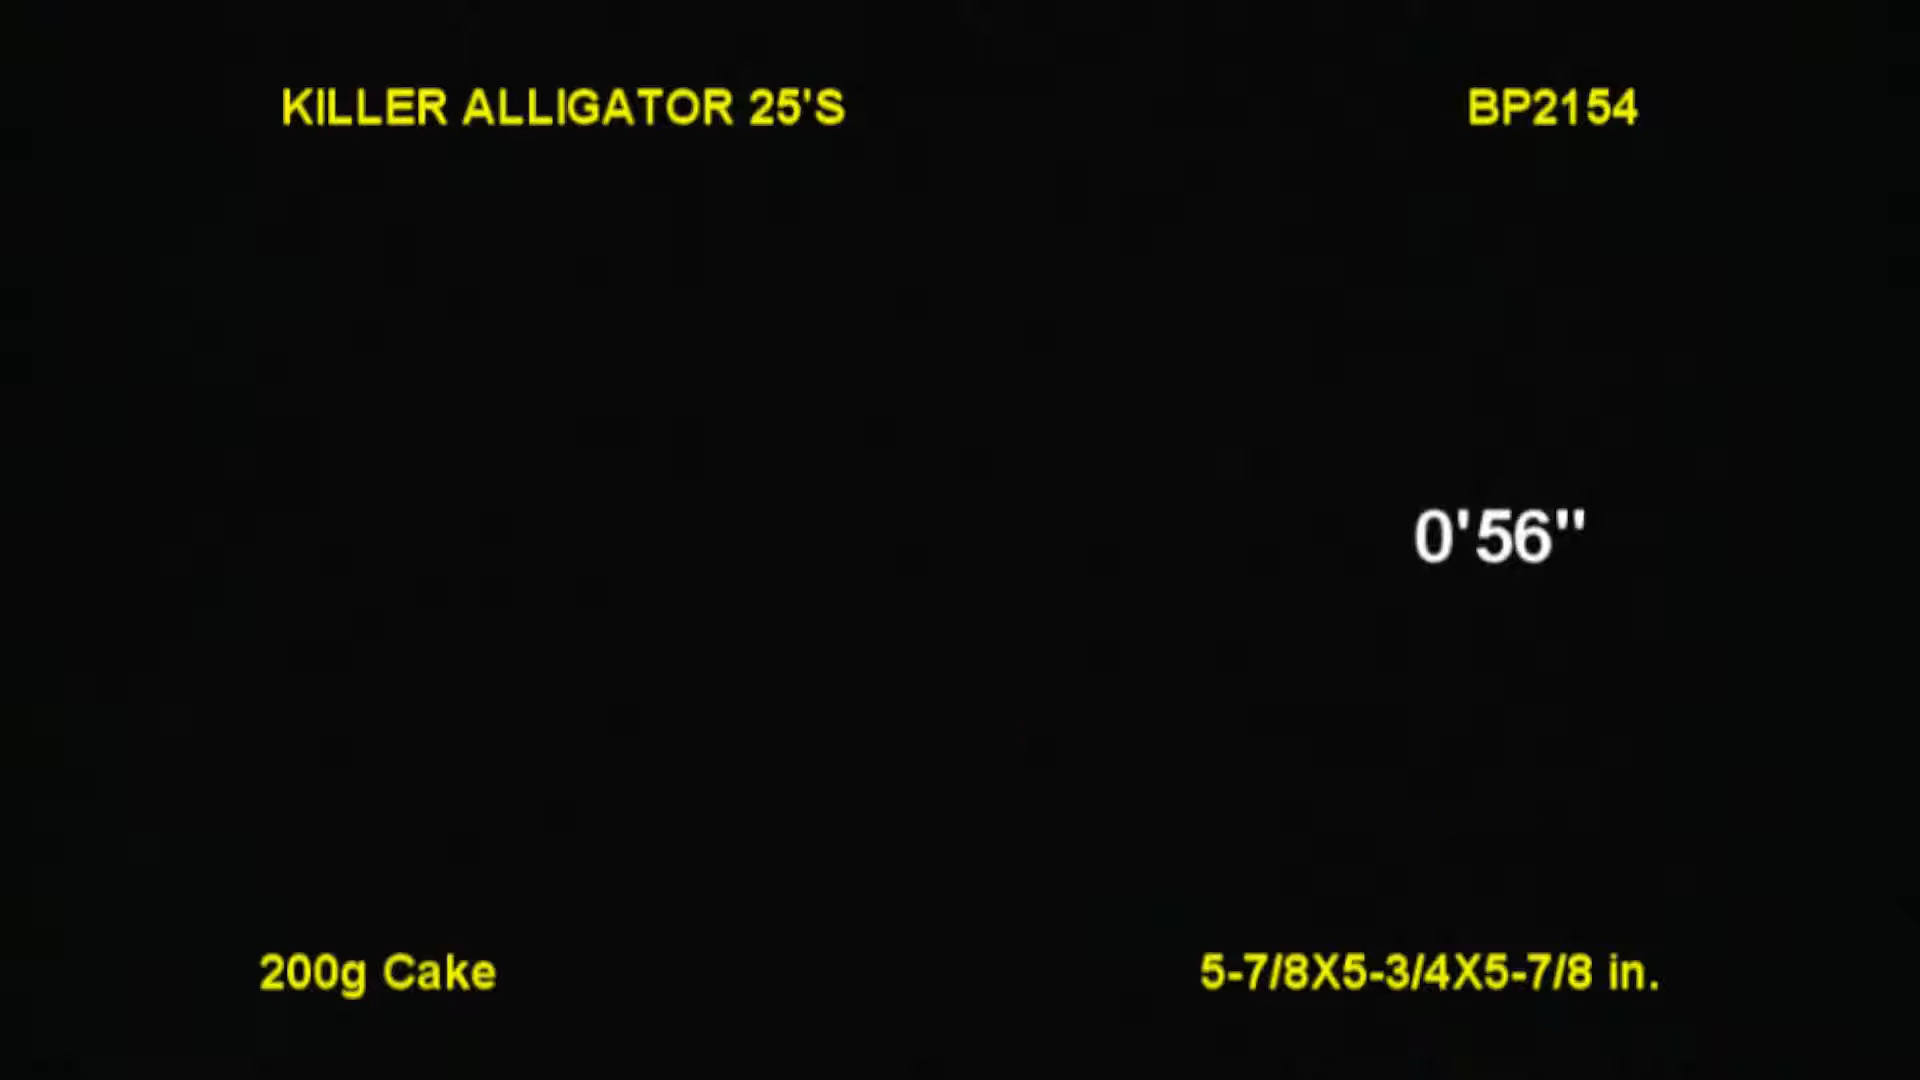 KILLER ALLIGATOR 25'S
BP2154
0'56"
200g Cake
5-7/8X5-3/4X5-7/8 in.